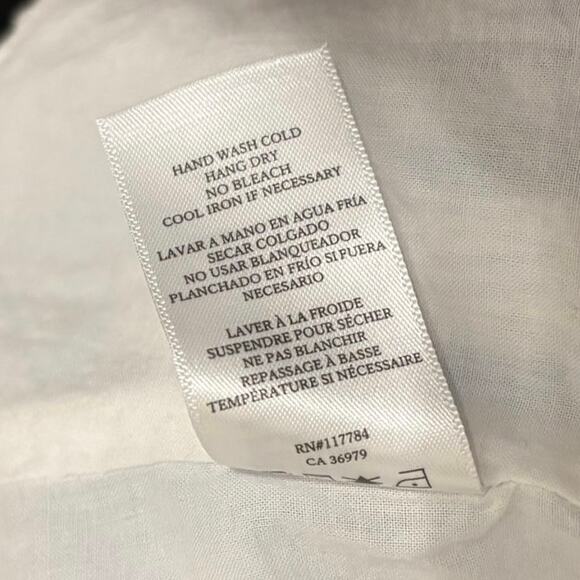 HAND WASH COLD
HANG DRY
NO BLEACH
COOL IRON IF NECESSARY
LAVAR A MANO EN AGUA FRÍA
SECAR COLGADO
NO USAR BLANQUEADOR
PLANCHADO EN FRÍO SI FUERA
NECESARIO
LAVER À LA FROIDE
SUSPENDRE POUR SÉCHER
NE PAS BLANCHIR
REPASSAGE À BASSE
TEMPÉRATURE SI NÉCESSAIRE
RN#117784
CA 36979